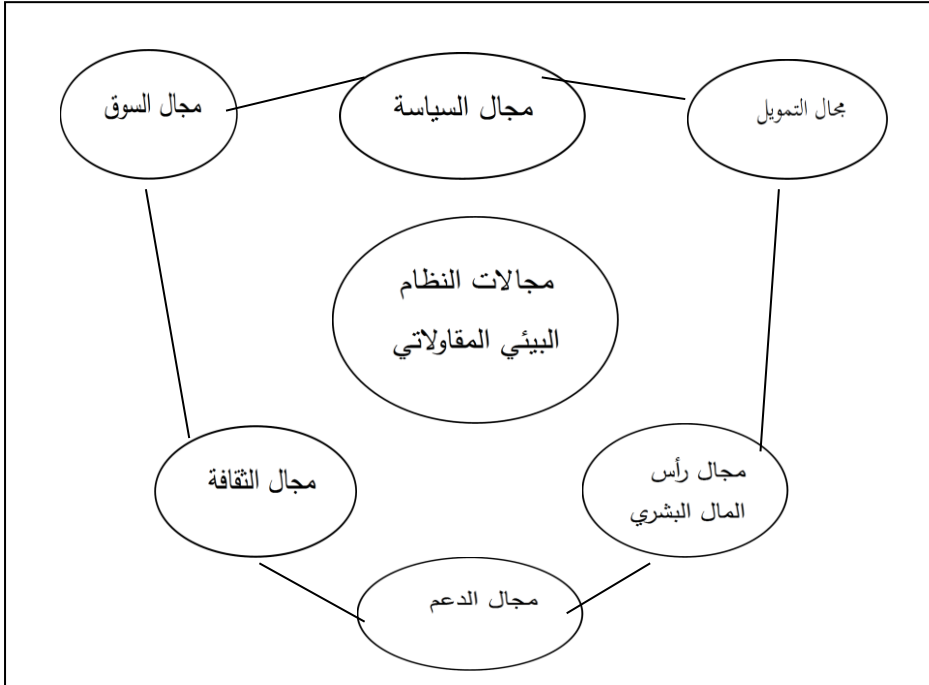 مجال التمويل
مجال السياسة
مجال السوق
مجالات النظام
البيئي المقاولاتي
مجال رأس
المال البشري
مجال الثقافة
مجال الدعم